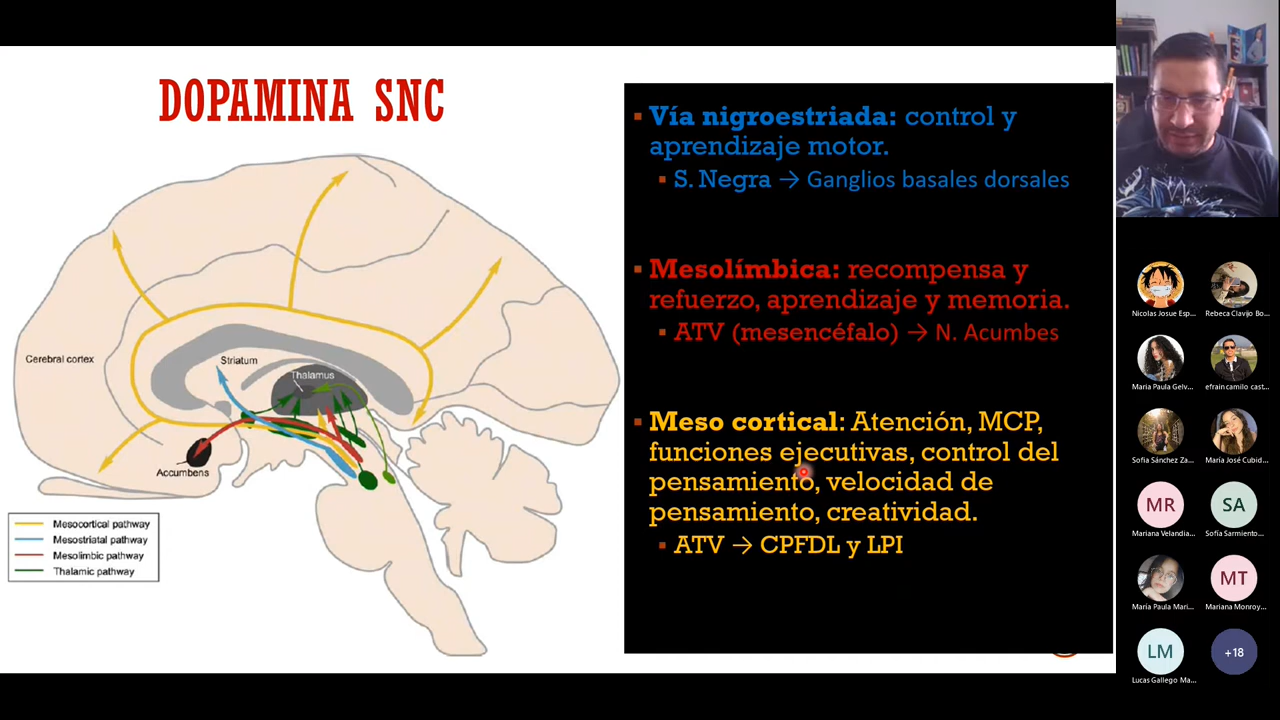 DOPAMINA SNC
Cerebral cortex
Striatum
Thalamus
Accumbens
Mesocortical pathway
Mesostriatal pathway
Mesolimbic pathway
Thalamic pathway
Vía nigroestriada: control y
aprendizaje motor.
S. Negra → Ganglios basales dorsales
Mesolímbica: recompensa y
refuerzo, aprendizaje y memoria.
ATV (mesencéfalo) → N. Acumbes
Meso cortical: Atención, MCP,
funciones ejecutivas, control del
pensamiento, velocidad de
pensamiento, creatividad.
ATV → CPFDL y LPI
Nicolas Josue Esp...
Rebeca Clavijo Bo...
Maria Paula Gelv...
efrain camilo cast...
Sofia Sánchez Za...
María José Cubid...
MR
SA
Mariana Velandia...
Sofía Sarmiento...
MT
María Paula Mari...
Mariana Monroy...
LM
+18
Lucas Gallego Ma...